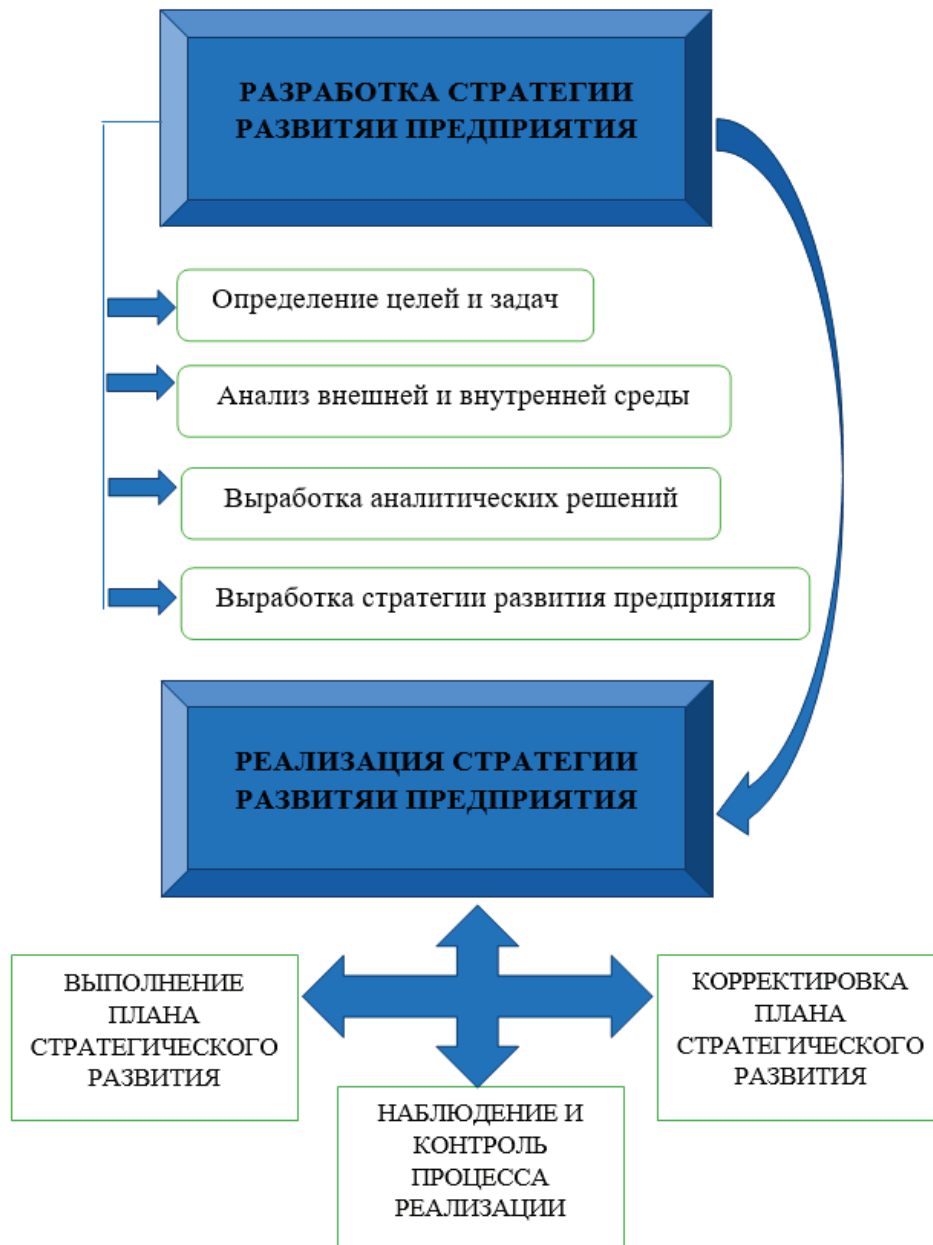 РАЗРАБОТКА СТРАТЕГИИ
РАЗВИТЯИ ПРЕДПРИЯТИЯ
Определение целей и задач
Анализ внешней и внутренней среды
Выработка аналитических решений
Выработка стратегии развития предприятия
РЕАЛИЗАЦИЯ СТРАТЕГИИ
РАЗВИТЯИ ПРЕДПРИЯТИЯ
ВЫПОЛНЕНИЕ
ПЛАНА
СТРАТЕГИЧЕСКОГО
РАЗВИТИЯ
НАБЛЮДЕНИЕ И
КОНТРОЛЬ
ПРОЦЕССА
РЕАЛИЗАЦИИ
КОРРЕКТИРОВКА
ПЛАНА
СТРАТЕГИЧЕСКОГО
РАЗВИТИЯ